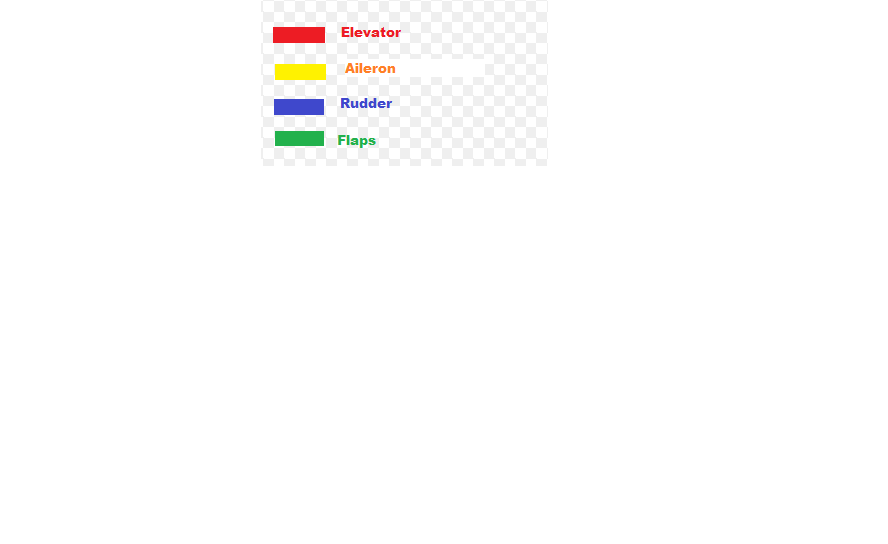 Elevator
Aileron
Rudder
Flaps